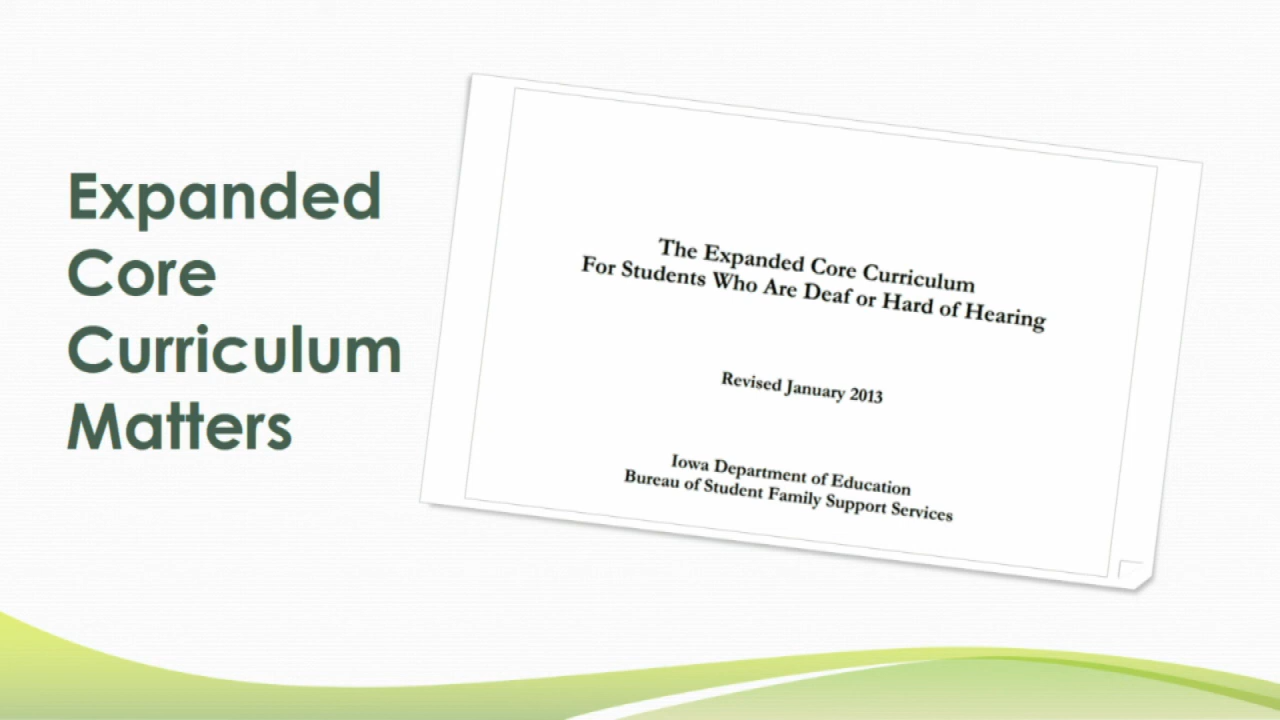 Expanded
Core
Curriculum
Matters
The Expanded Core Curriculum
For Students Who Are Deaf or Hard of Hearing
Revised January 2013
Iowa Department of Education
Bureau of Student Family Support Services